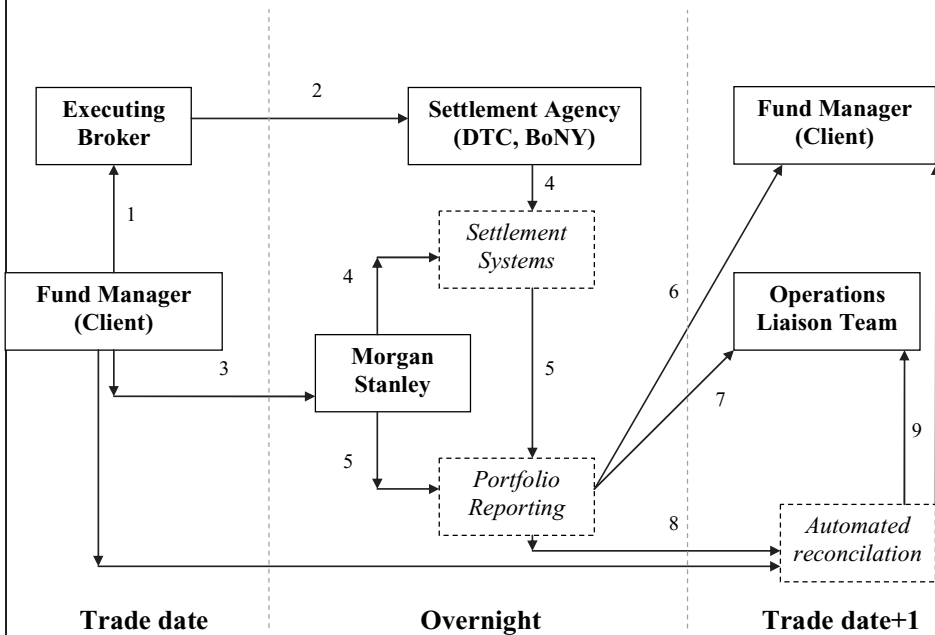 Executing
Broker
2
Settlement Agency
(DTC, BoNY)
Fund Manager
(Client)
1
4
Settlement
Systems
4
6
Fund Manager
(Client)
Operations
Liaison Team
3
Morgan
Stanley
5
7
5
9
Portfolio
Reporting
8
Automated
reconcilation
Trade date
Overnight
Trade date+1